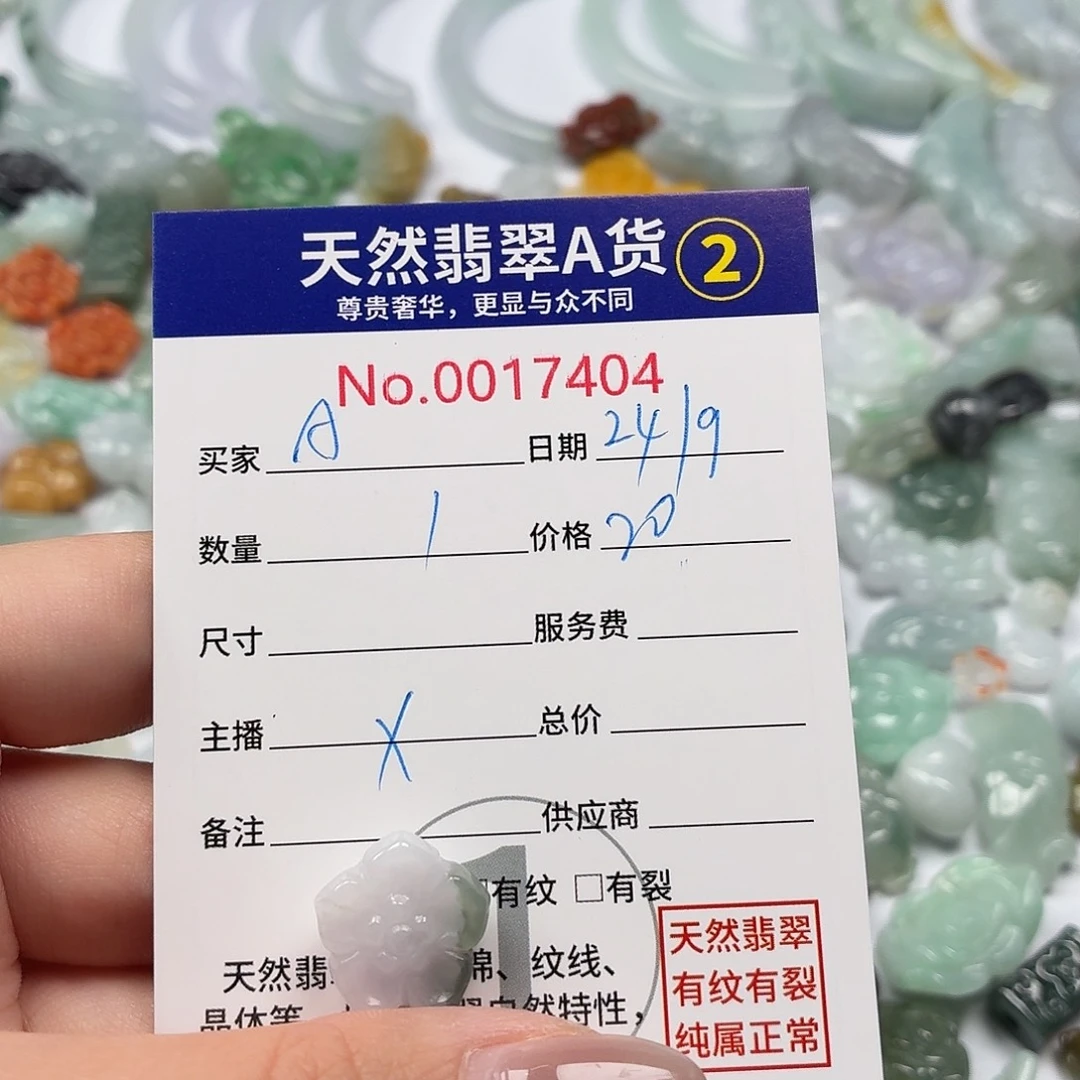 天然翡翠A货 2
尊贵奢华，更显与众不同
No.0017404
买家 A 日期 24/9
数量 1 价格 20
尺寸 服务费
主播 X 总价
备注 供应商
1
有纹 □有裂
天然翡 棉、纹线、
晶体等 自然特性，
天然翡翠
有纹有裂
纯属正常